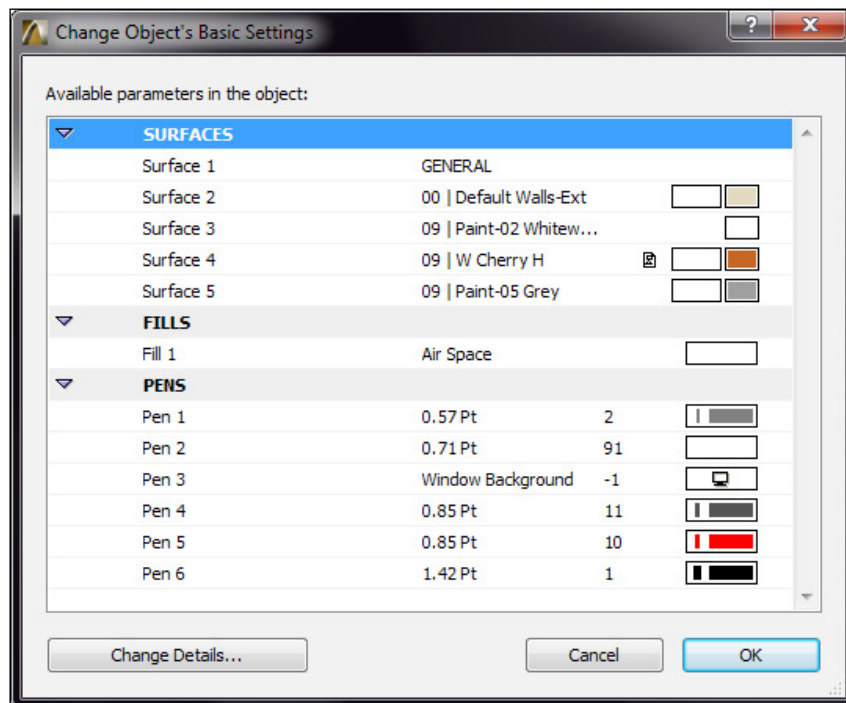 Change Object's Basic Settings
?
Available parameters in the object:
SURFACES
Surface 1 GENERAL
Surface 2 00 | Default Walls-Ext
Surface 3 09 | Paint-02 Whitew...
Surface 4 09 | W Cherry H
Surface 5 09 | Paint-05 Grey
FILLS
Fill 1 Air Space
PENS
Pen 1 0.57 Pt 2
Pen 2 0.71 Pt 91
Pen 3 Window Background -1
Pen 4 0.85 Pt 11
Pen 5 0.85 Pt 10
Pen 6 1.42 Pt 1
Change Details... Cancel OK